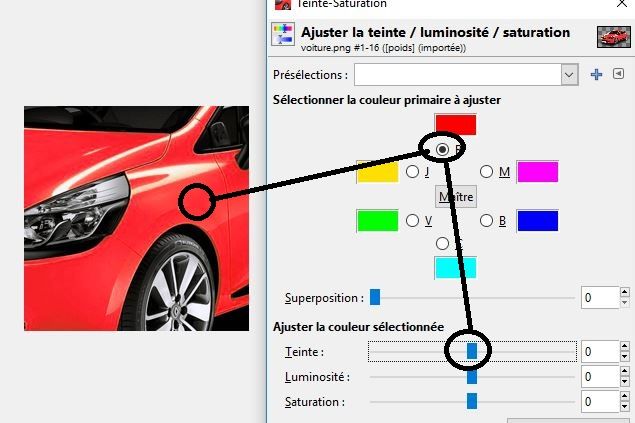 Teinte-Saturation
Ajuster la teinte / luminosité / saturation
voiture.png #1-16 ([poids] (importée))
Présélections :
Sélectionner la couleur primaire à ajuster
J
M
Maître
V
B
Superposition :
0
Ajuster la couleur sélectionnée
Teinte :
0
Luminosité :
0
Saturation :
0